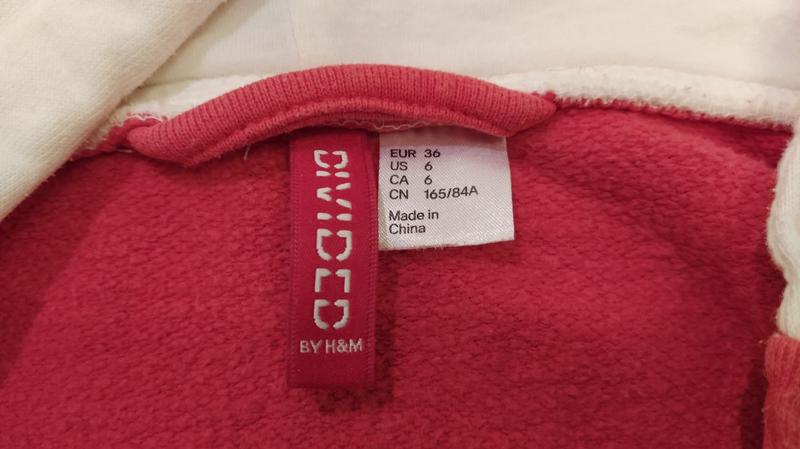 DIVIDED
BY H&M
EUR 36
US 6
CA 6
CN 165/84A
Made in
China